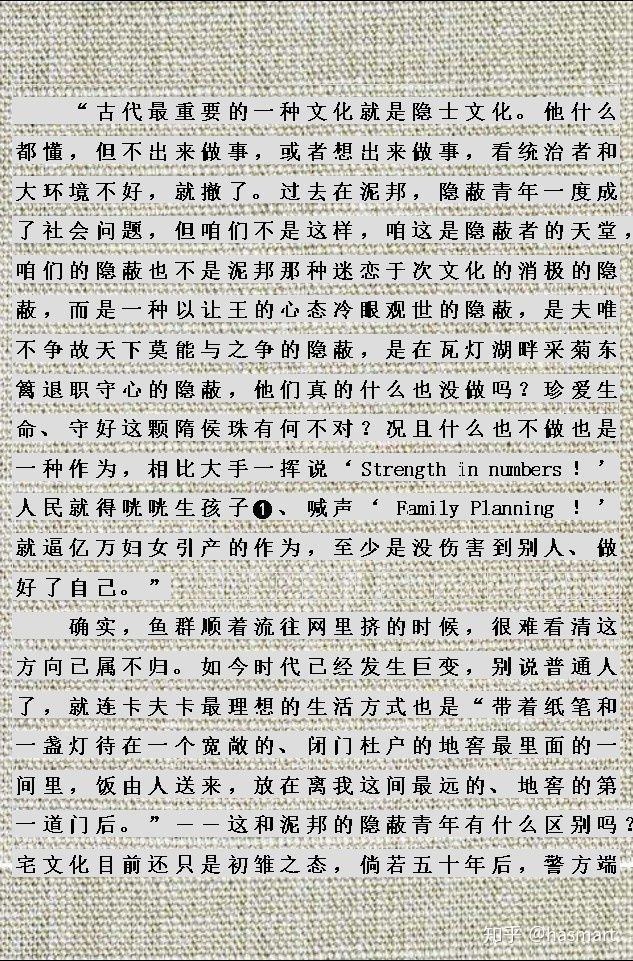 “古代最重要的一种文化就是隐士文化。他什么
都懂，但不出来做事，或者想出来做事，看统治者和
大环境不好，就撤了。过去在泥邦，隐蔽青年一度成
了社会问题，但咱们不是这样，咱这是隐蔽者的天堂，
咱们的隐蔽也不是泥邦那种迷恋于次文化的消极的隐
蔽，而是一种以让王的心态冷眼观世的隐蔽，是夫唯
不争故天下莫能与之争的隐蔽，是在瓦灯湖畔采菊东
篱退职守心的隐蔽，他们真的什么也没做吗？珍爱生
命、守好这颗隋侯珠有何不对？况且什么也不做也是
一种作为，相比大手一挥说‘Strength in numbers！’
人民就得咣咣生孩子❶、喊声‘Family Planning！’
就逼亿万妇女引产的作为，至少是没伤害到别人、做
好了自己。”
确实，鱼群顺着流往网里挤的时候，很难看清这
方向已属不归。如今时代已经发生巨变，别说普通人
了，就连卡夫卡最理想的生活方式也是“带着纸笔和
一盏灯待在一个宽敞的、闭门杜户的地窖最里面的一
间里，饭由人送来，放在离我这间最远的、地窖的第
一道门后。”——这和泥邦的隐蔽青年有什么区别吗？
宅文化目前还只是初雏之态，倘若五十年后，警方端
知乎 @hasmart